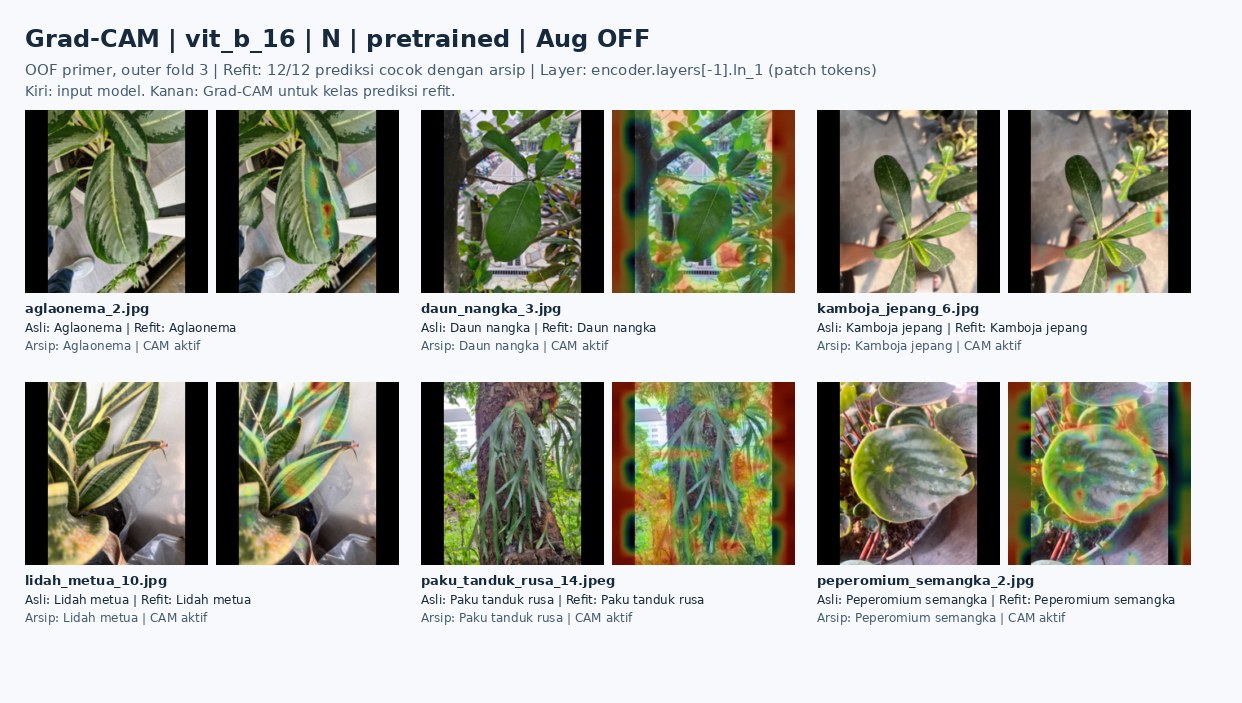 Grad-CAM | vit_b_16 | N | pretrained | Aug OFF
OOF primer, outer fold 3 | Refit: 12/12 prediksi cocok dengan arsip | Layer: encoder.layers[-1].ln_1 (patch tokens)
Kiri: input model. Kanan: Grad-CAM untuk kelas prediksi refit.
aglaonema_2.jpg
Asli: Aglaonema | Refit: Aglaonema
Arsip: Aglaonema | CAM aktif
daun_nangka_3.jpg
Asli: Daun nangka | Refit: Daun nangka
Arsip: Daun nangka | CAM aktif
kamboja_jepang_6.jpg
Asli: Kamboja jepang | Refit: Kamboja jepang
Arsip: Kamboja jepang | CAM aktif
lidah_metua_10.jpg
Asli: Lidah metua | Refit: Lidah metua
Arsip: Lidah metua | CAM aktif
paku_tanduk_rusa_14.jpeg
Asli: Paku tanduk rusa | Refit: Paku tanduk rusa
Arsip: Paku tanduk rusa | CAM aktif
peperomium_semangka_2.jpg
Asli: Peperomium semangka | Refit: Peperomium semangka
Arsip: Peperomium semangka | CAM aktif